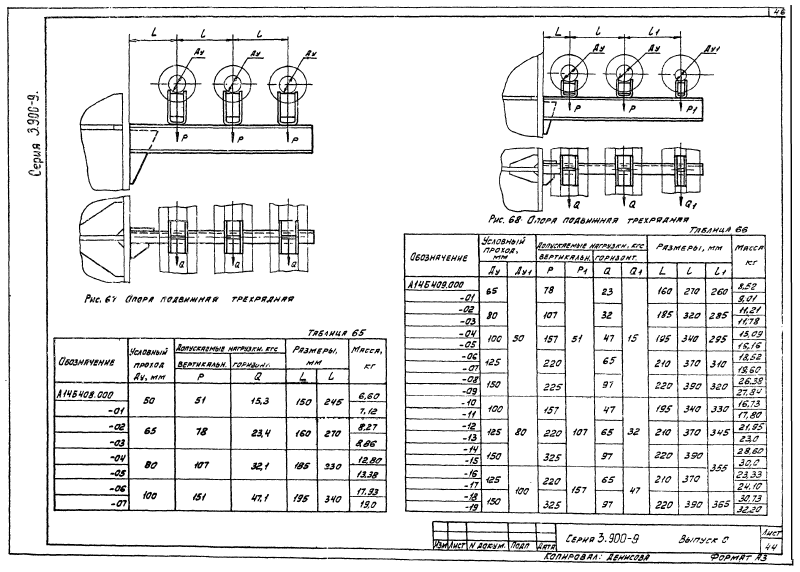 46
Серия 3.900-9.
L L L
Ду Ду Ду
P P P
Q Q Q
Рис. 67 Опора подвижная трехрядная
L L L1
Ду Ду Ду1
P P P1
Q Q Q1
Рис. 68 Опора подвижная трехрядная
Таблица 65
Обозначение Условный проход Ду, мм Допускаемые нагрузки, кгс Размеры, мм Масса, кг
вертикальн. P горизонт. Q L l
А14Б408.000 50 51 15,3 150 245 6,60
-01 7,12
-02 65 78 23,4 160 270 8,27
-03 8,86
-04 80 107 32,1 185 330 12,80
-05 13,38
-06 100 151 47,1 195 340 17,93
-07 19,0
Таблица 66
Обозначение Условный проход, мм Допускаемые нагрузки, кгс Размеры, мм Масса кг
вертикальн. горизонт.
Ду Ду1 P P1 Q Q1 L l l1
А14Б409.000 65 50 78 51 23 15 160 270 260 8,52
-01 9,01
-02 80 107 32 185 320 285 11,21
-03 11,78
-04 100 157 47 195 340 295 15,09
-05 15,16
-06 125 220 65 210 370 310 18,52
-07 19,60
-08 150 225 97 220 390 320 26,38
-09 27,84
-10 100 80 157 107 47 32 195 340 330 16,73
-11 17,80
-12 125 220 65 210 370 345 21,95
-13 23,0
-14 150 325 97 220 390 355 28,60
-15 30,0
-16 125 100 220 157 65 47 210 370 23,33
-17 24,10
-18 150 325 97 220 390 365 30,73
-19 32,20
Изм Лист N докум. Подп Дата
Серия 3.900-9 Выпуск 0
Лист
44
Копировал: Денисова Формат А3